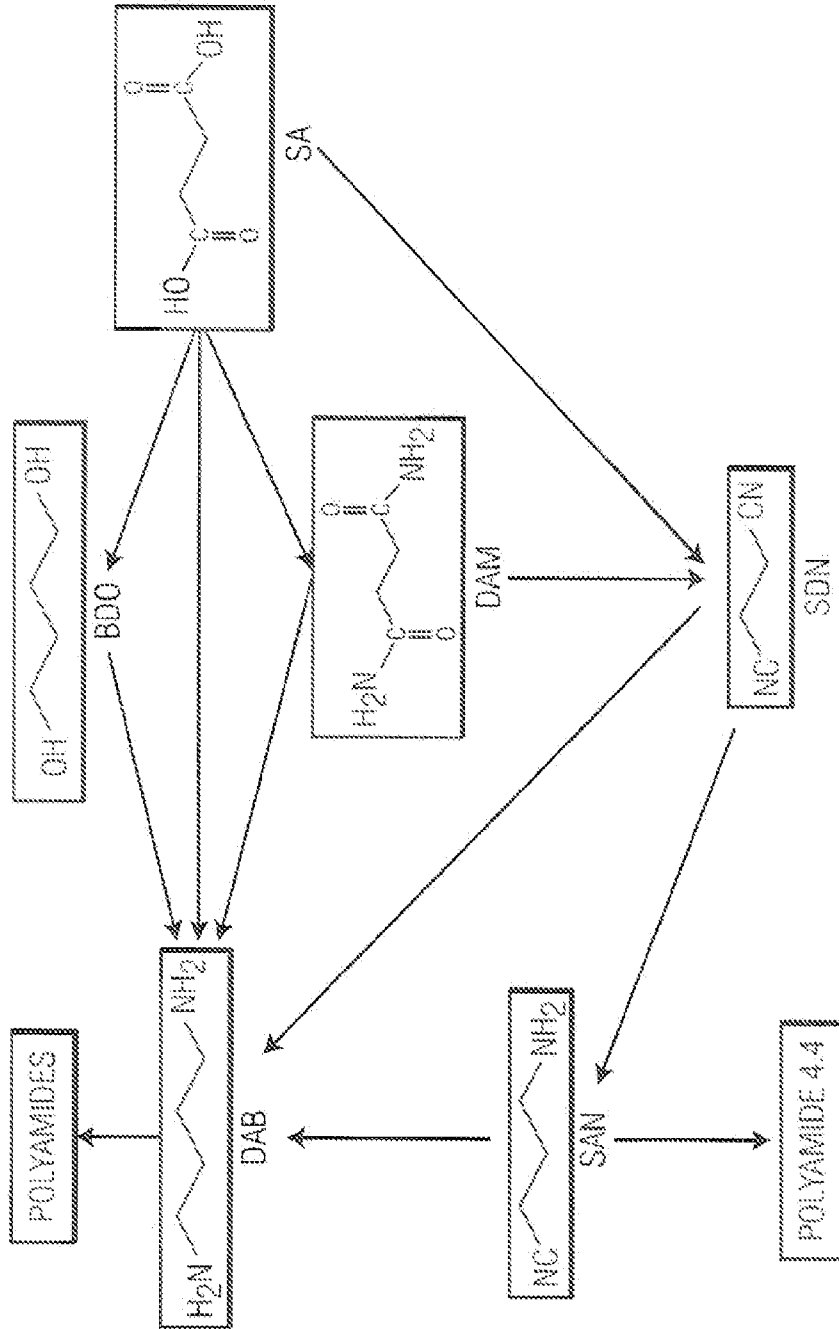 POLYAMIDES
OH OH
H₂N NH₂
DAB
BDO
O
C OH
HO C
O
SA
O
C NH₂
H₂N C
O
DAM
NC NH₂
SAN
NC CN
SDN
POLYAMIDE 4.4